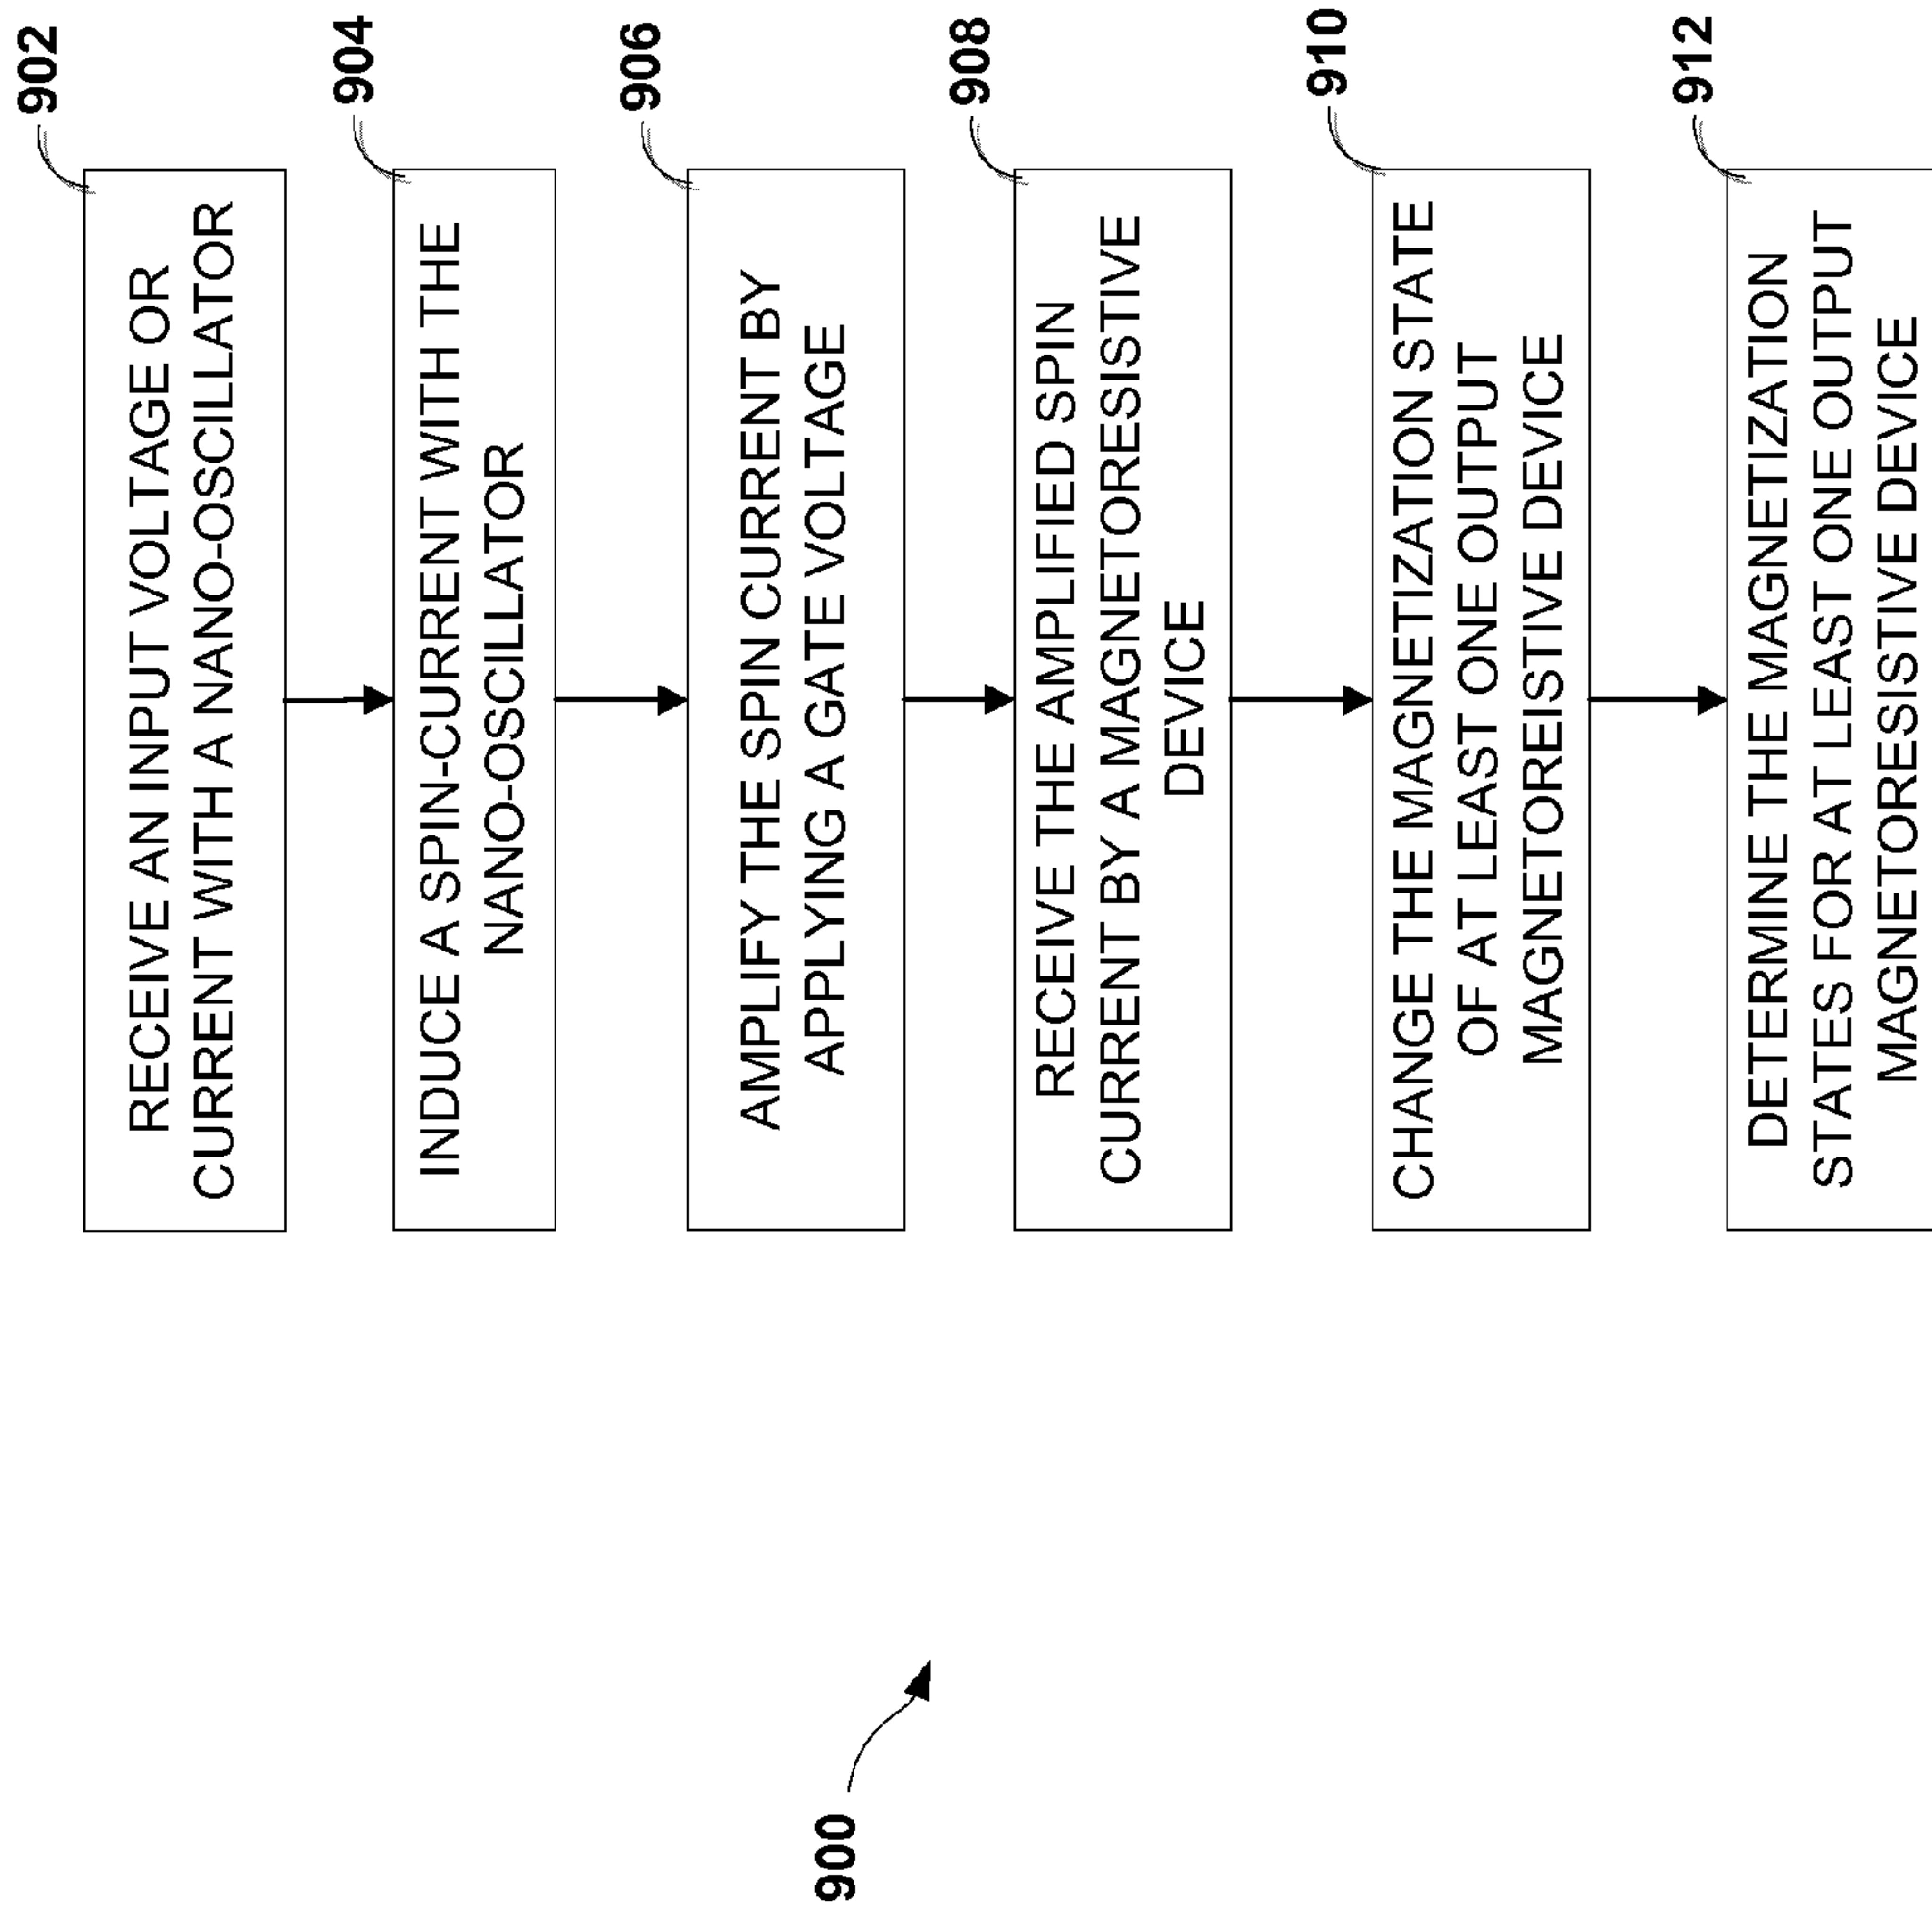 902
RECEIVE AN INPUT VOLTAGE OR
CURRENT WITH A NANO-OSCILLATOR
904
INDUCE A SPIN-CURRENT WITH THE
NANO-OSCILLATOR
906
AMPLIFY THE SPIN CURRENT BY
APPLYING A GATE VOLTAGE
908
RECEIVE THE AMPLIFIED SPIN
CURRENT BY A MAGNETORESISTIVE
DEVICE
910
CHANGE THE MAGNETIZATION STATE
OF AT LEAST ONE OUTPUT
MAGNETOREISTIVE DEVICE
912
DETERMINE THE MAGNETIZATION
STATES FOR AT LEAST ONE OUTPUT
MAGNETORESISTIVE DEVICE
900